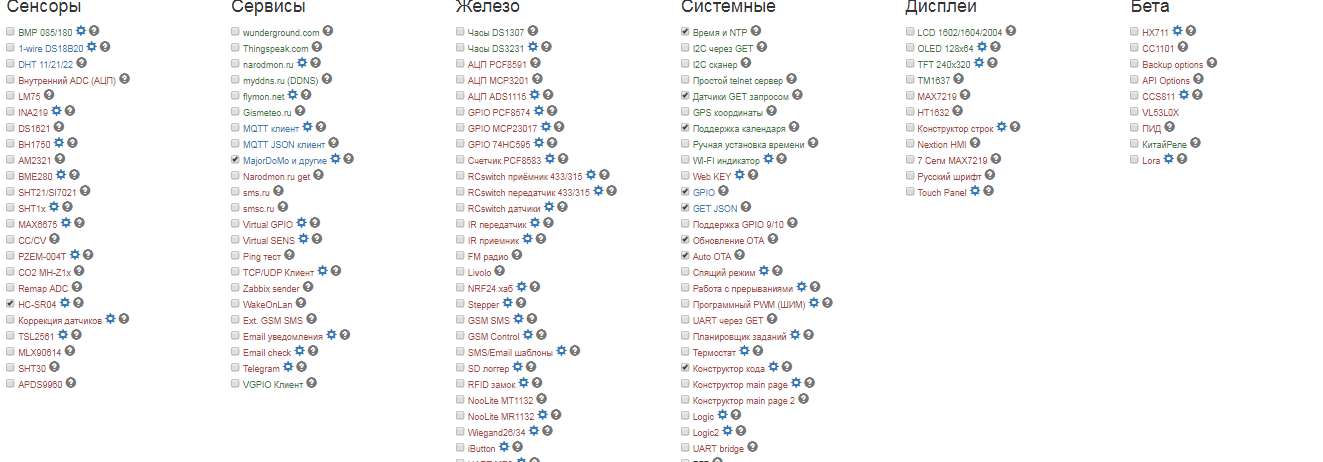 Сенсоры
BMP 085/180
1-wire DS18B20
DHT 11/21/22
Внутренний ADC (АЦП)
LM75
INA219
DS1621
BH1750
AM2321
BME280
SHT21/SI7021
SHT1x
MAX6675
CC/CV
PZEM-004T
CO2 MH-Z1x
Remap ADC
HC-SR04
Коррекция датчиков
TSL2561
MLX90614
SHT30
APDS9960
Сервисы
wunderground.com
Thingspeak.com
narodmon.ru
myddns.ru (DDNS)
flymon.net
Gismeteo.ru
MQTT клиент
MQTT JSON клиент
MajorDoMo и другие
Narodmon.ru get
sms.ru
smsc.ru
Virtual GPIO
Virtual SENS
Ping тест
TCP/UDP Клиент
Zabbix sender
WakeOnLan
Ext. GSM SMS
Email уведомления
Email check
Telegram
VGPIO Клиент
Железо
Часы DS1307
Часы DS3231
АЦП PCF8591
АЦП MCP3201
АЦП ADS1115
GPIO PCF8574
GPIO MCP23017
GPIO 74HC595
Счетчик PCF8583
RCswitch приёмник 433/315
RCswitch передатчик 433/315
RCswitch датчики
IR передатчик
IR приемник
FM радио
Livolo
NRF24 хаб
Stepper
GSM SMS
GSM Control
SMS/Email шаблоны
SD логгер
RFID замок
NooLite MT1132
NooLite MR1132
Wiegand26/34
iButton
Системные
Время и NTP
I2C через GET
I2C сканер
Простой telnet сервер
Датчики GET запросом
GPS координаты
Поддержка календаря
Ручная установка времени
WI-FI индикатор
Web KEY
GPIO
GET JSON
Поддержка GPIO 9/10
Обновление OTA
Auto OTA
Спящий режим
Работа с прерываниями
Программный PWM (ШИМ)
UART через GET
Планировщик заданий
Термостат
Конструктор кода
Конструктор main page
Конструктор main page 2
Logic
Logic2
UART bridge
Дисплеи
LCD 1602/1604/2004
OLED 128x64
TFT 240x320
TM1637
MAX7219
HT1632
Конструктор строк
Nextion HMI
7 Сегм MAX7219
Русский шрифт
Touch Panel
Бета
HX711
CC1101
Backup options
API Options
CCS811
VL53L0X
ПИД
КитайРеле
Lora